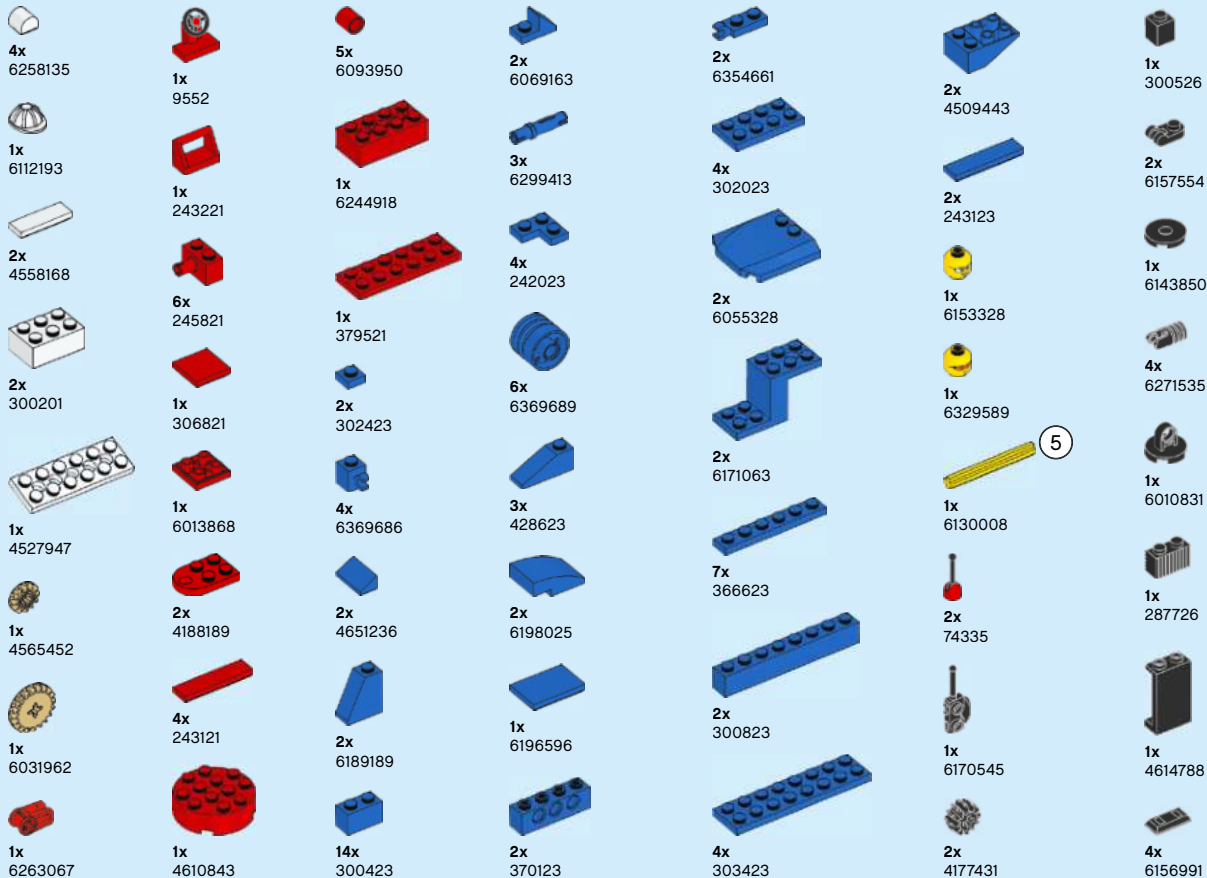 4x
6258135
1x
6112193
2x
4558168
2x
300201
1x
4527947
1x
4565452
1x
6031962
1x
6263067
1x
9552
1x
243221
6x
245821
1x
306821
1x
6013868
2x
4188189
4x
243121
1x
4610843
5x
6093950
1x
6244918
1x
379521
2x
302423
4x
6369686
2x
4651236
2x
6189189
14x
300423
2x
6069163
3x
6299413
4x
242023
6x
6369689
3x
428623
2x
6198025
1x
6196596
2x
370123
2x
6354661
4x
302023
2x
6055328
2x
6171063
7x
366623
2x
300823
4x
303423
2x
4509443
2x
243123
1x
6153328
1x
6329589
5
1x
6130008
2x
74335
1x
6170545
2x
4177431
1x
300526
2x
6157554
1x
6143850
4x
6271535
1x
6010831
1x
287726
1x
4614788
4x
6156991